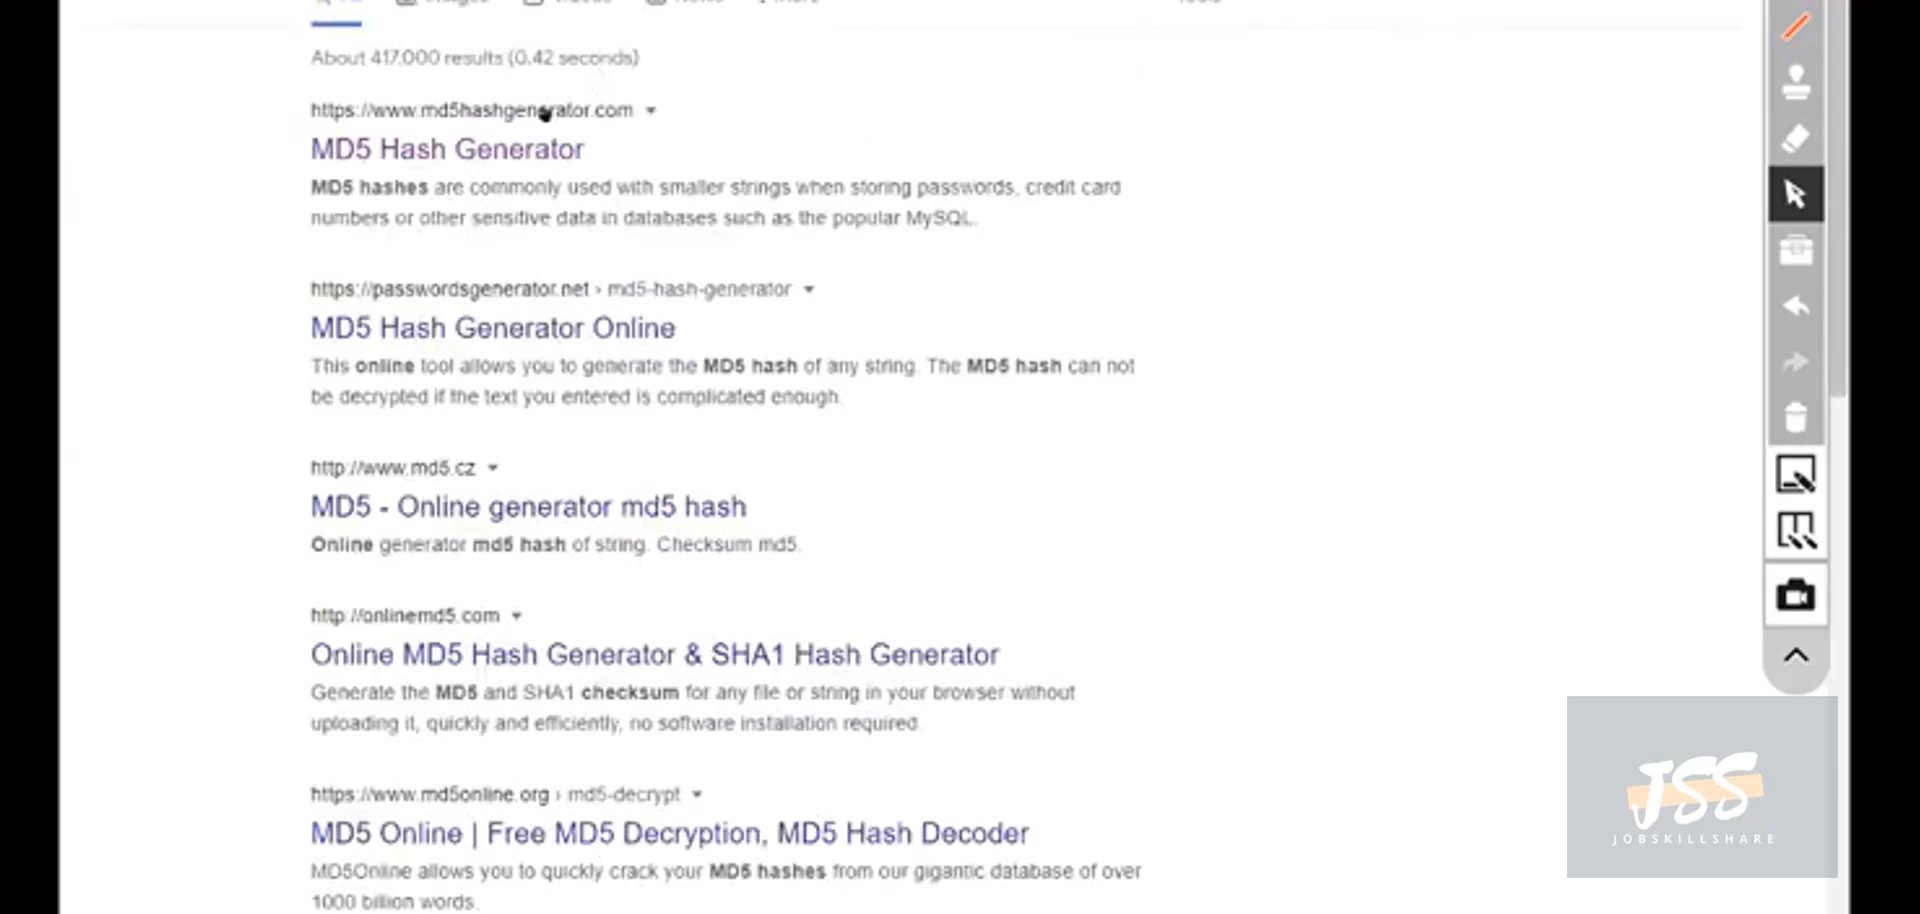 About 417,000 results (0.42 seconds)
https://www.md5hashgenerator.com
MD5 Hash Generator
MD5 hashes are commonly used with smaller strings when storing passwords, credit card
numbers or other sensitive data in databases such as the popular MySQL.
https://passwordsgenerator.net › md5-hash-generator
MD5 Hash Generator Online
This online tool allows you to generate the MD5 hash of any string. The MD5 hash can not
be decrypted if the text you entered is complicated enough.
http://www.md5.cz
MD5 - Online generator md5 hash
Online generator md5 hash of string. Checksum md5.
http://onlinemd5.com
Online MD5 Hash Generator & SHA1 Hash Generator
Generate the MD5 and SHA1 checksum for any file or string in your browser without
uploading it, quickly and efficiently, no software installation required.
https://www.md5online.org › md5-decrypt
MD5 Online | Free MD5 Decryption, MD5 Hash Decoder
MD5Online allows you to quickly crack your MD5 hashes from our gigantic database of over
1000 billion words.
JSS
JOBSKILLSHARE